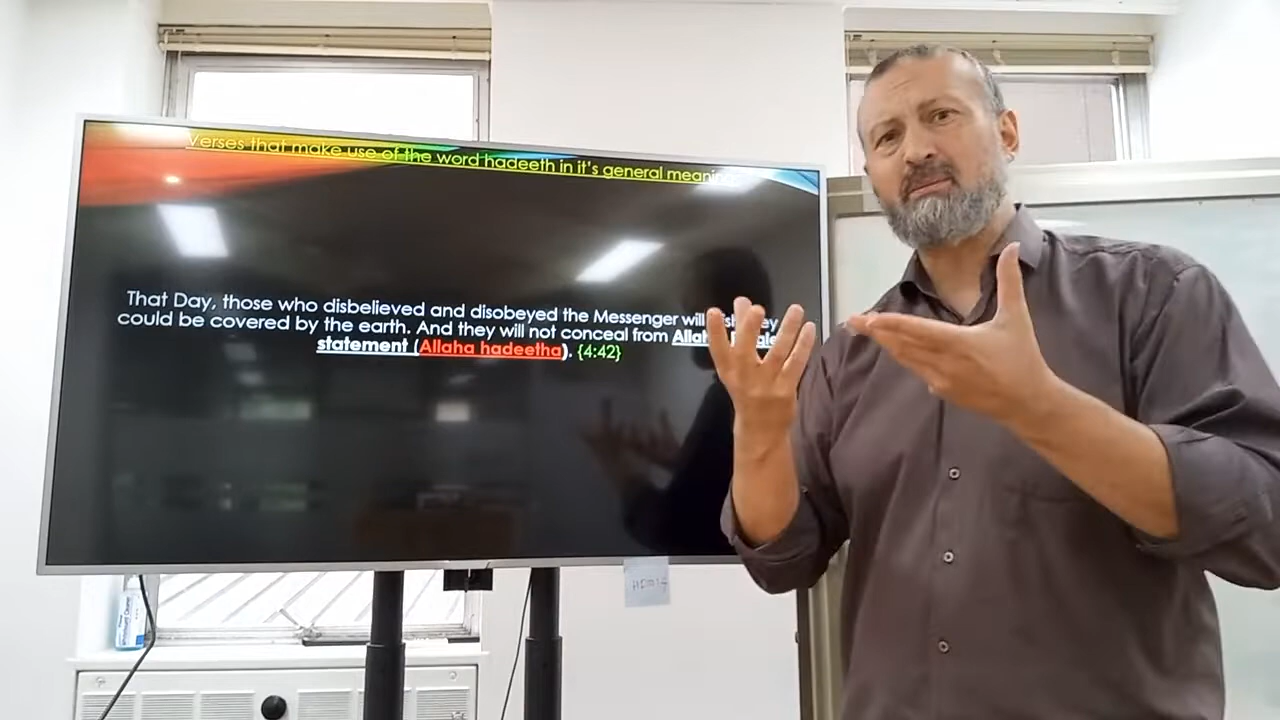 Verses that make use of the word hadeeth in it's general meaning
That Day, those who disbelieved and disobeyed the Messenger will
could be covered by the earth. And they will not conceal from
statement (Allaha hadeetha). {4:42}